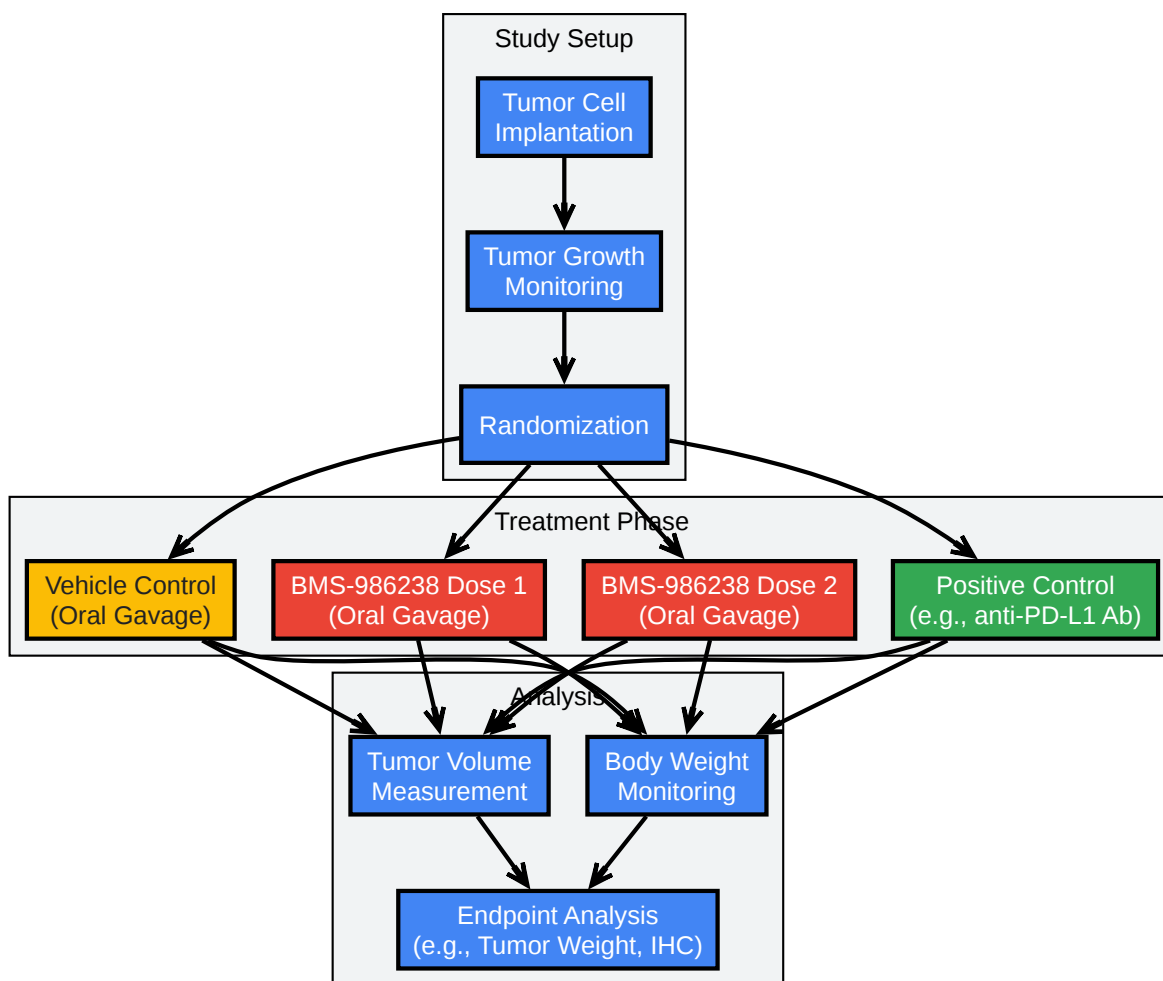 Study Setup
Tumor Cell
Implantation
Tumor Growth
Monitoring
Randomization
Treatment Phase
Vehicle Control
(Oral Gavage)
BMS-986238 Dose 1
(Oral Gavage)
BMS-986238 Dose 2
(Oral Gavage)
Positive Control
(e.g., anti-PD-L1 Ab)
Analysis
Tumor Volume
Measurement
Body Weight
Monitoring
Endpoint Analysis
(e.g., Tumor Weight, IHC)